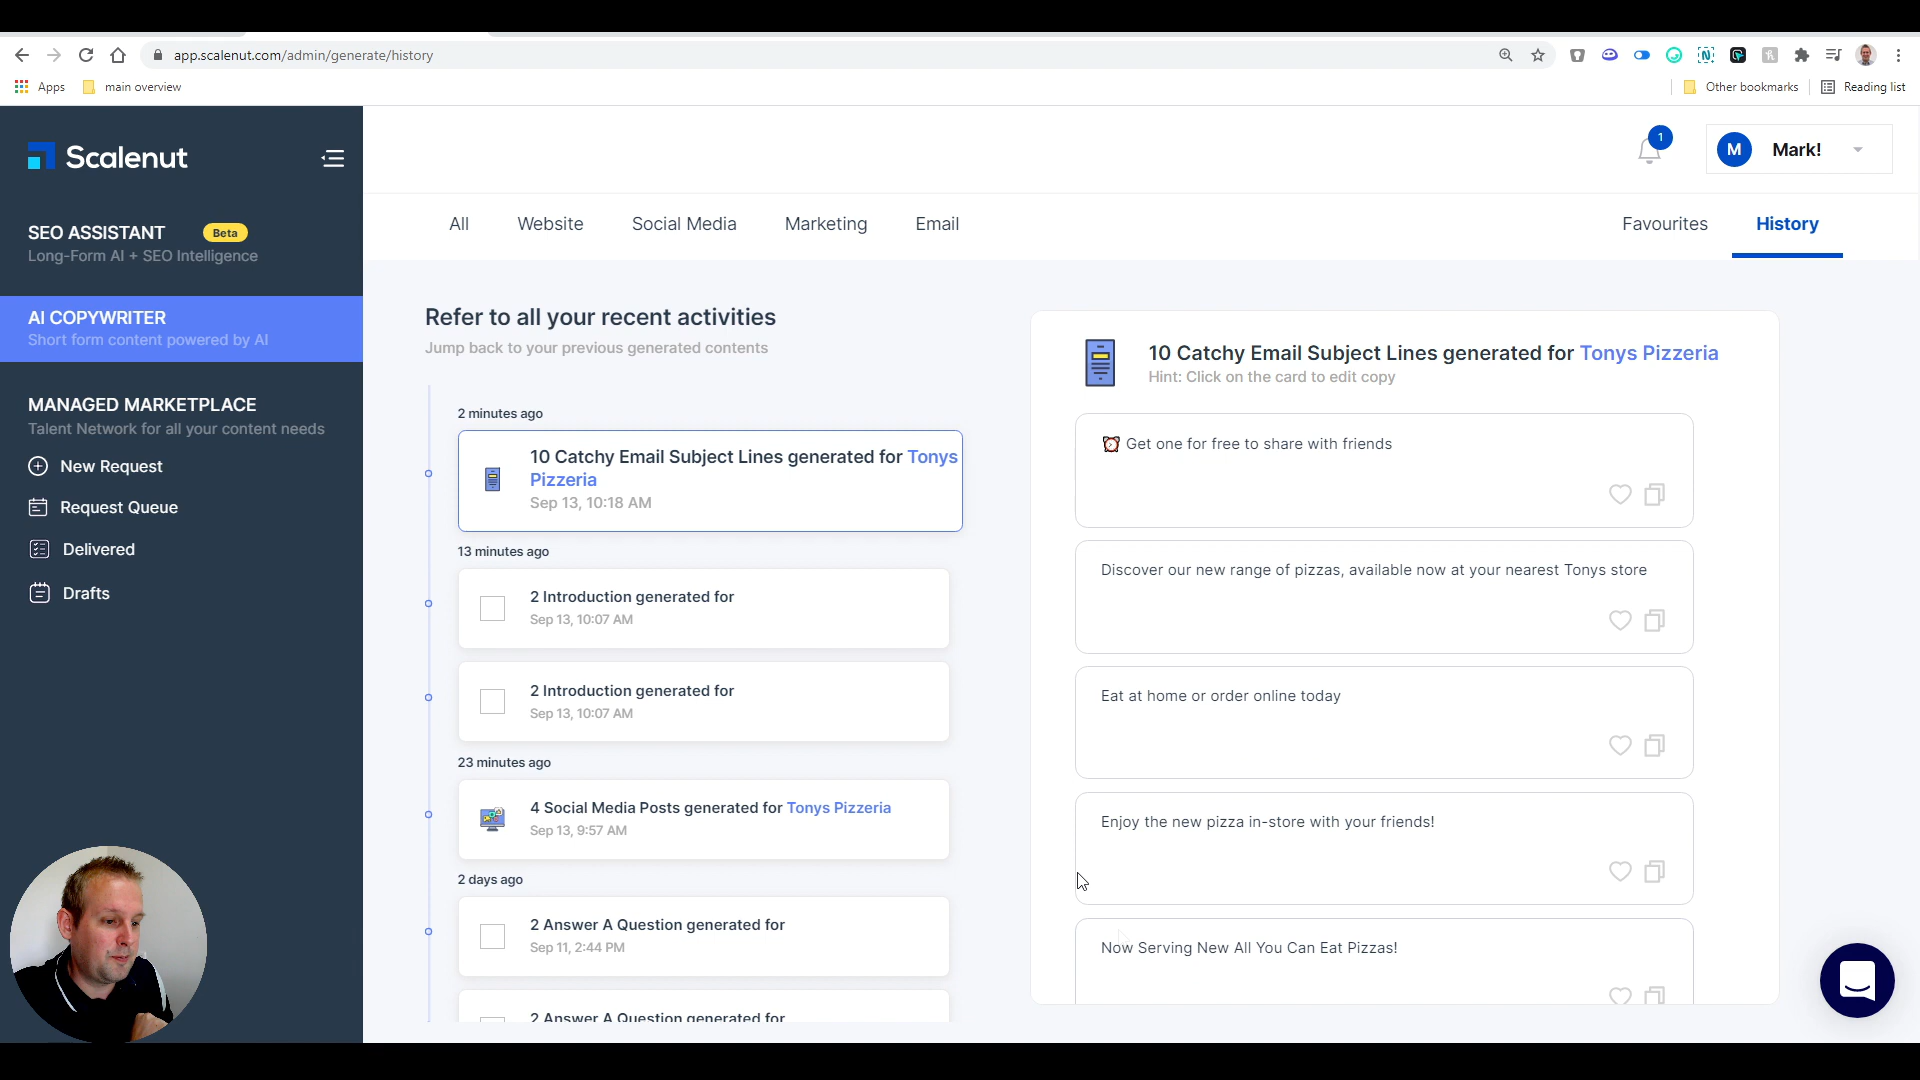 app.scalenut.com/admin/generate/history
Apps
main overview
Other bookmarks
Reading list
Scalenut
SEO ASSISTANT Beta
Long-Form AI + SEO Intelligence
AI COPYWRITER
Short form content powered by AI
MANAGED MARKETPLACE
Talent Network for all your content needs
New Request
Request Queue
Delivered
Drafts
1
M Mark!
All Website Social Media Marketing Email Favourites History
Refer to all your recent activities
Jump back to your previous generated contents
2 minutes ago
10 Catchy Email Subject Lines generated for Tonys
Pizzeria
Sep 13, 10:18 AM
13 minutes ago
2 Introduction generated for
Sep 13, 10:07 AM
2 Introduction generated for
Sep 13, 10:07 AM
23 minutes ago
4 Social Media Posts generated for Tonys Pizzeria
Sep 13, 9:57 AM
2 days ago
2 Answer A Question generated for
Sep 11, 2:44 PM
2 Answer A Question generated for
10 Catchy Email Subject Lines generated for Tonys Pizzeria
Hint: Click on the card to edit copy
⏰ Get one for free to share with friends
Discover our new range of pizzas, available now at your nearest Tonys store
Eat at home or order online today
Enjoy the new pizza in-store with your friends!
Now Serving New All You Can Eat Pizzas!